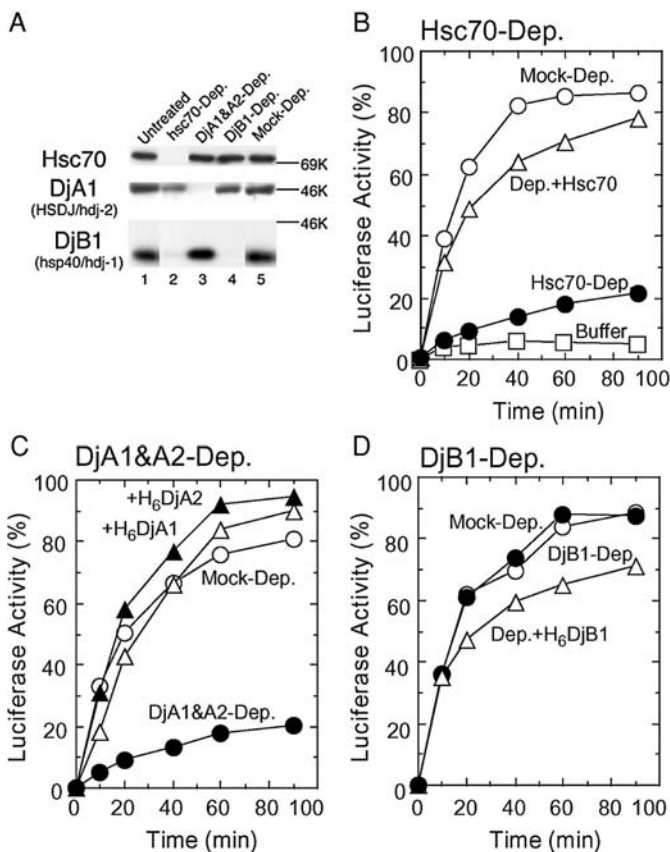 A
Untreated
hsc70-Dep.
DjA1&A2-Dep.
DjB1-Dep.
Mock-Dep.
Hsc70
69K
DjA1
(HSDJ/hdj-2)
46K
46K
DjB1
(hsp40/hdj-1)
1 2 3 4 5
B
Hsc70-Dep.
Luciferase Activity (%)
100
80
60
40
20
0
Mock-Dep.
Dep.+Hsc70
Hsc70-Dep.
Buffer
0 20 40 60 80 100
Time (min)
C
DjA1&A2-Dep.
Luciferase Activity (%)
100
80
60
40
20
0
+H6DjA2
+H6DjA1
Mock-Dep.
DjA1&A2-Dep.
0 20 40 60 80 100
Time (min)
D
DjB1-Dep.
Luciferase Activity (%)
100
80
60
40
20
0
Mock-Dep.
DjB1-Dep
Dep.+H6DjB1
0 20 40 60 80 100
Time (min)